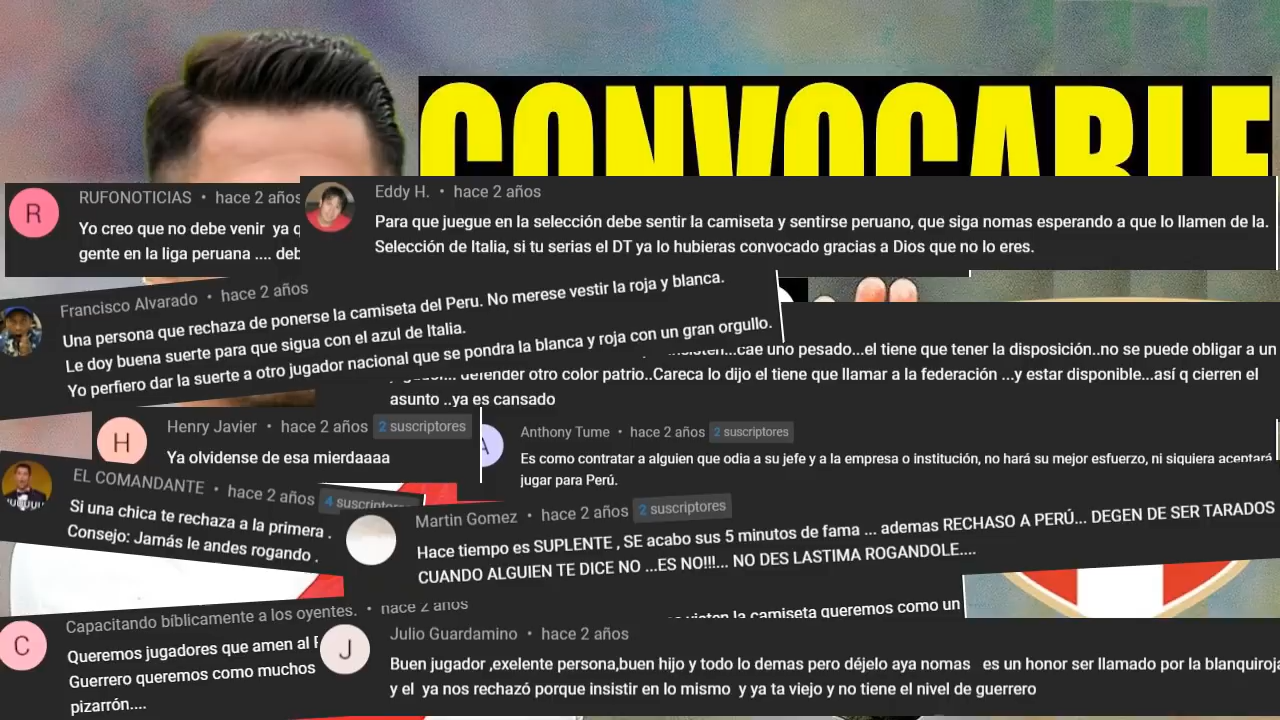 CONVOCABLE
RUFONOTICIAS • hace 2 años
Yo creo que no debe venir ya q
gente en la liga peruana .... deb
Eddy H. • hace 2 años
Para que juegue en la selección debe sentir la camiseta y sentirse peruano, que siga nomas esperando a que lo llamen de la.
Selección de Italia, si tu serias el DT ya lo hubieras convocado gracias a Dios que no lo eres.
Francisco Alvarado • hace 2 años
Una persona que rechaza de ponerse la camiseta del Peru. No merese vestir la roja y blanca.
Le doy buena suerte para que sigua con el azul de Italia.
Yo perfiero dar la suerte a otro jugador nacional que se pondra la blanca y roja con un gran orgullo.
insisten...cae uno pesado...el tiene que tener la disposición..no se puede obligar a un
jugador... defender otro color patrio..Careca lo dijo el tiene que llamar a la federación ...y estar disponible...así q cierren el
asunto ..ya es cansado
H
Henry Javier • hace 2 años 2 suscriptores
Ya olvidense de esa mierdaaaa
A
Anthony Tume • hace 2 años 2 suscriptores
Es como contratar a alguien que odia a su jefe y a la empresa o institución, no hará su mejor esfuerzo, ni siquiera aceptará
jugar para Perú.
EL COMANDANTE • hace 2 años 4 suscriptores
Si una chica te rechaza a la primera .
Consejo: Jamás le andes rogando .
Martin Gomez • hace 2 años 2 suscriptores
Hace tiempo es SUPLENTE , SE acabo sus 5 minutos de fama ... ademas RECHASO A PERÚ... DEGEN DE SER TARADOS
CUANDO ALGUIEN TE DICE NO ...ES NO!!!... NO DES LASTIMA ROGANDOLE....
C
Capacitando bíblicamente a los oyentes. • hace 2 años
Queremos jugadores que amen al P
visten la camiseta queremos como un
Guerrero queremos como muchos
pizarrón....
J
Julio Guardamino • hace 2 años
Buen jugador ,exelente persona,buen hijo y todo lo demas pero déjelo aya nomas es un honor ser llamado por la blanquiroja
y el ya nos rechazó porque insistir en lo mismo y ya ta viejo y no tiene el nivel de guerrero
R